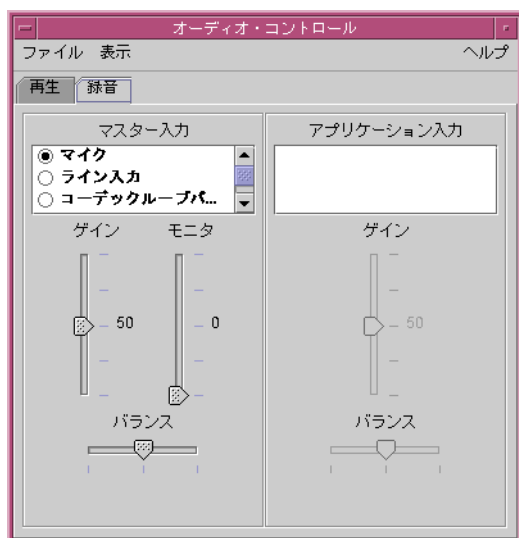 オーディオ・コントロール
ファイル 表示 ヘルプ
再生 録音
マスター入力
マイク
ライン入力
コーデックループバ...
ゲイン モニタ
50 0
バランス
アプリケーション入力
ゲイン
50
バランス